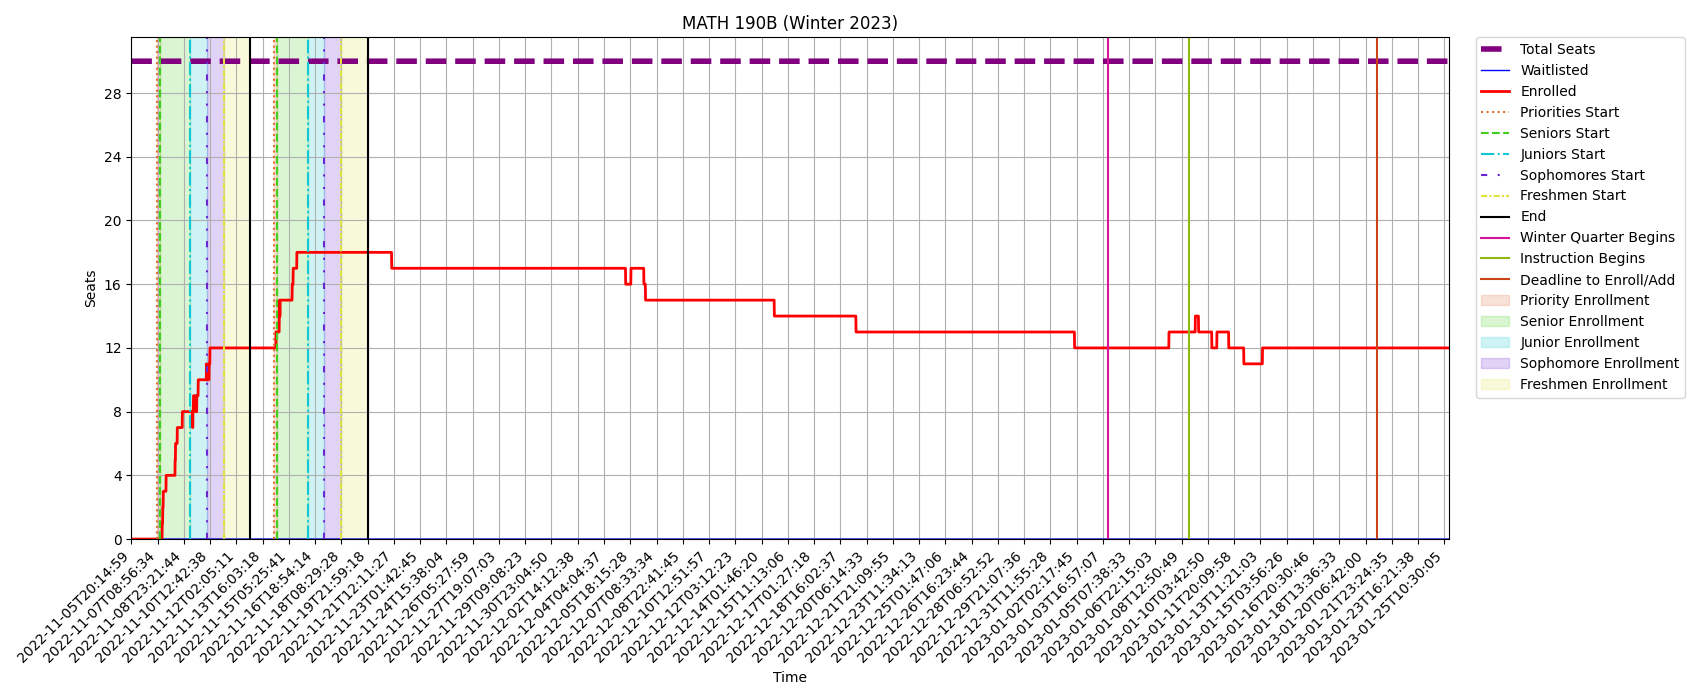 MATH 190B (Winter 2023)
Seats
28
24
20
16
12
8
4
0
2022-11-05T20:14:59
2022-11-07T08:56:34
2022-11-08T23:21:44
2022-11-10T12:42:38
2022-11-12T02:05:11
2022-11-13T16:03:18
2022-11-15T05:25:41
2022-11-16T18:54:14
2022-11-18T08:29:28
2022-11-19T21:59:18
2022-11-21T12:11:27
2022-11-23T01:42:45
2022-11-24T15:38:04
2022-11-26T05:27:59
2022-11-27T19:07:03
2022-11-29T09:08:23
2022-11-30T23:04:50
2022-12-02T14:12:38
2022-12-04T04:04:37
2022-12-05T18:15:28
2022-12-07T08:33:34
2022-12-08T22:41:45
2022-12-10T12:51:57
2022-12-12T03:12:23
2022-12-14T01:46:20
2022-12-15T11:13:06
2022-12-17T01:27:18
2022-12-18T16:02:37
2022-12-20T06:14:33
2022-12-21T21:09:55
2022-12-23T11:34:13
2022-12-25T01:47:06
2022-12-26T16:23:44
2022-12-28T06:52:52
2022-12-29T21:07:36
2022-12-31T11:55:28
2023-01-02T02:17:45
2023-01-03T16:57:07
2023-01-05T07:38:33
2023-01-06T22:15:03
2023-01-08T12:50:49
2023-01-10T03:42:50
2023-01-11T20:09:58
2023-01-13T11:21:03
2023-01-15T03:56:26
2023-01-16T20:30:46
2023-01-18T13:36:33
2023-01-20T06:42:00
2023-01-21T23:24:35
2023-01-23T16:21:38
2023-01-25T10:30:05
Time
Total Seats
Waitlisted
Enrolled
Priorities Start
Seniors Start
Juniors Start
Sophomores Start
Freshmen Start
End
Winter Quarter Begins
Instruction Begins
Deadline to Enroll/Add
Priority Enrollment
Senior Enrollment
Junior Enrollment
Sophomore Enrollment
Freshmen Enrollment